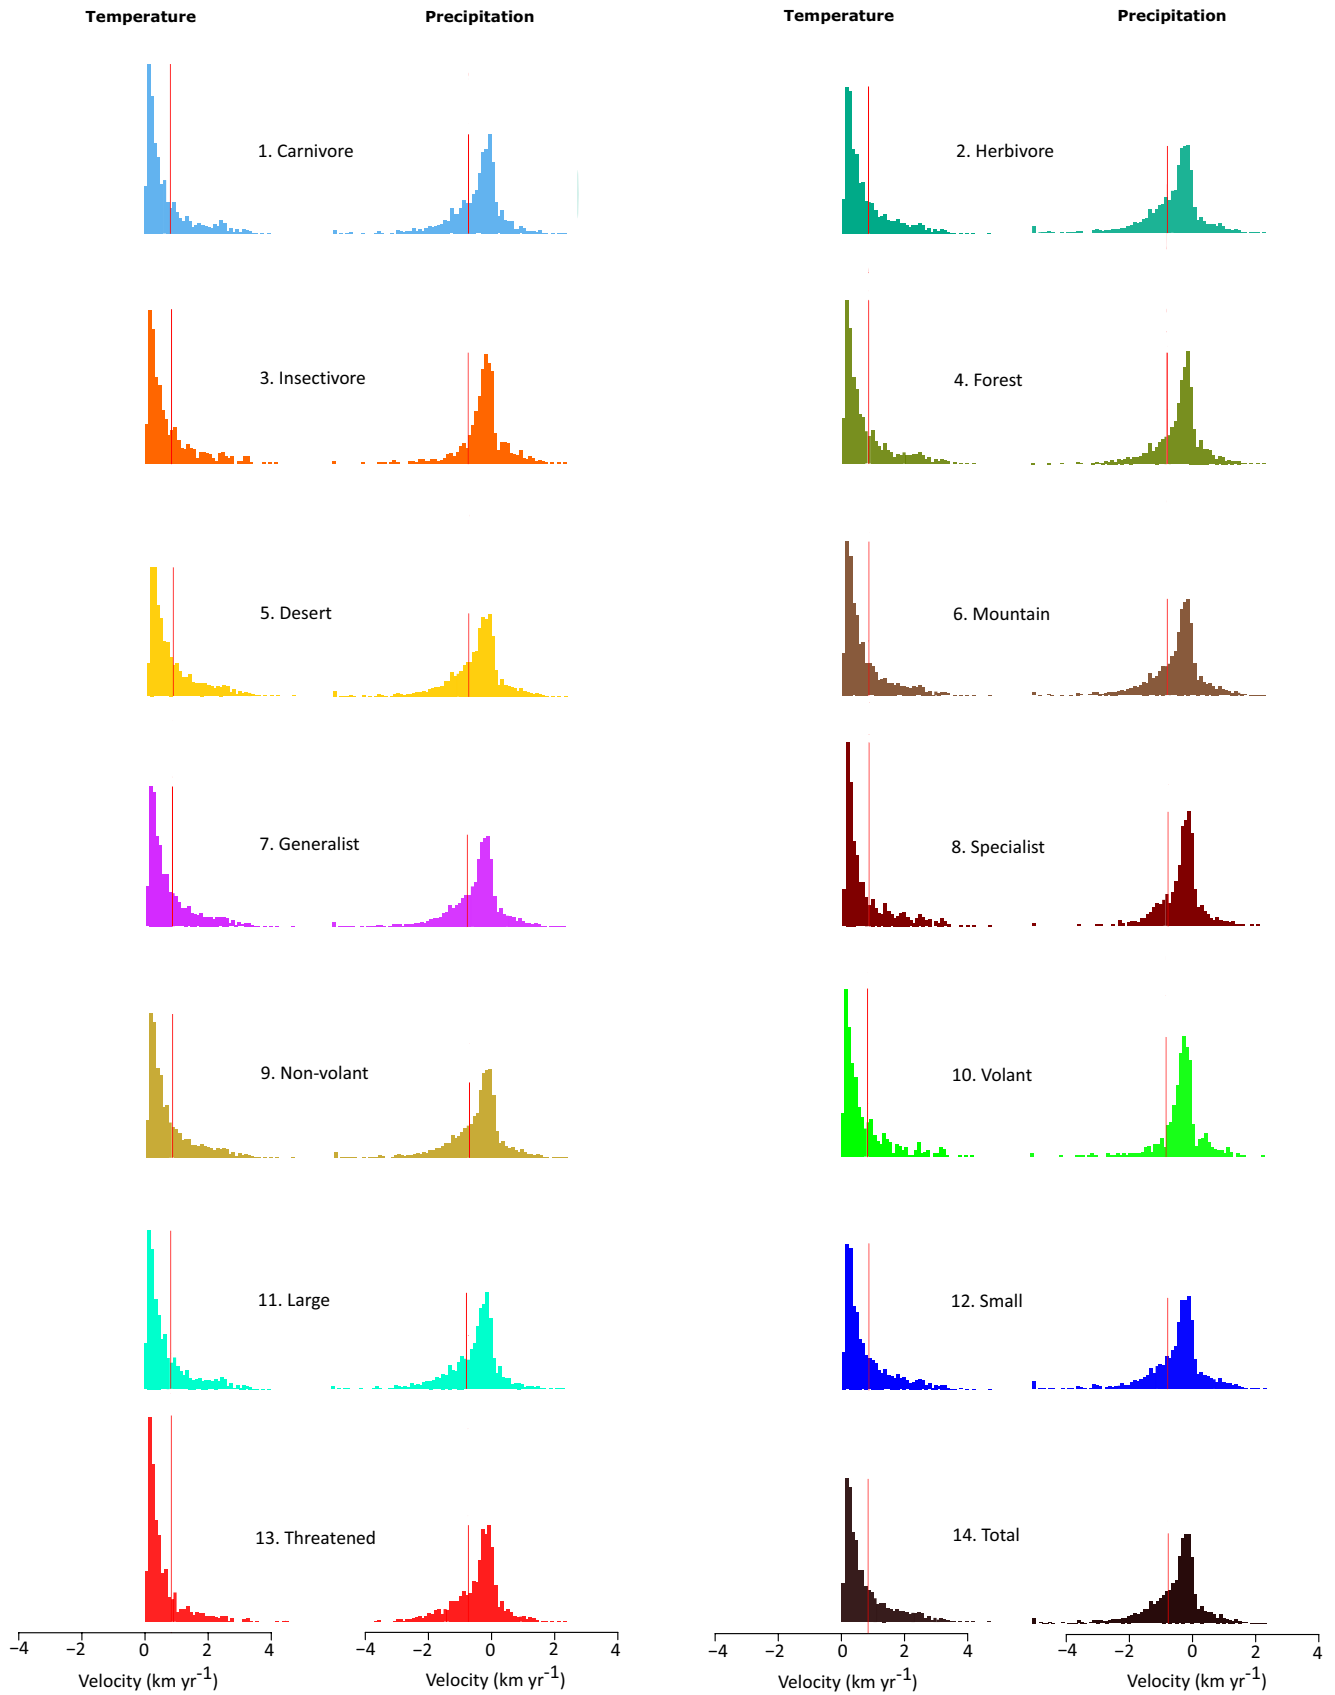 Temperature Precipitation Temperature Precipitation
1. Carnivore 2. Herbivore
3. Insectivore 4. Forest
5. Desert 6. Mountain
7. Generalist 8. Specialist
9. Non-volant 10. Volant
11. Large 12. Small
13. Threatened 14. Total
−4 −2 0 2 4 −4 −2 0 2 4 −4 −2 0 2 4 −4 −2 0 2 4
Velocity (km yr⁻¹) Velocity (km yr⁻¹) Velocity (km yr⁻¹) Velocity (km yr⁻¹)